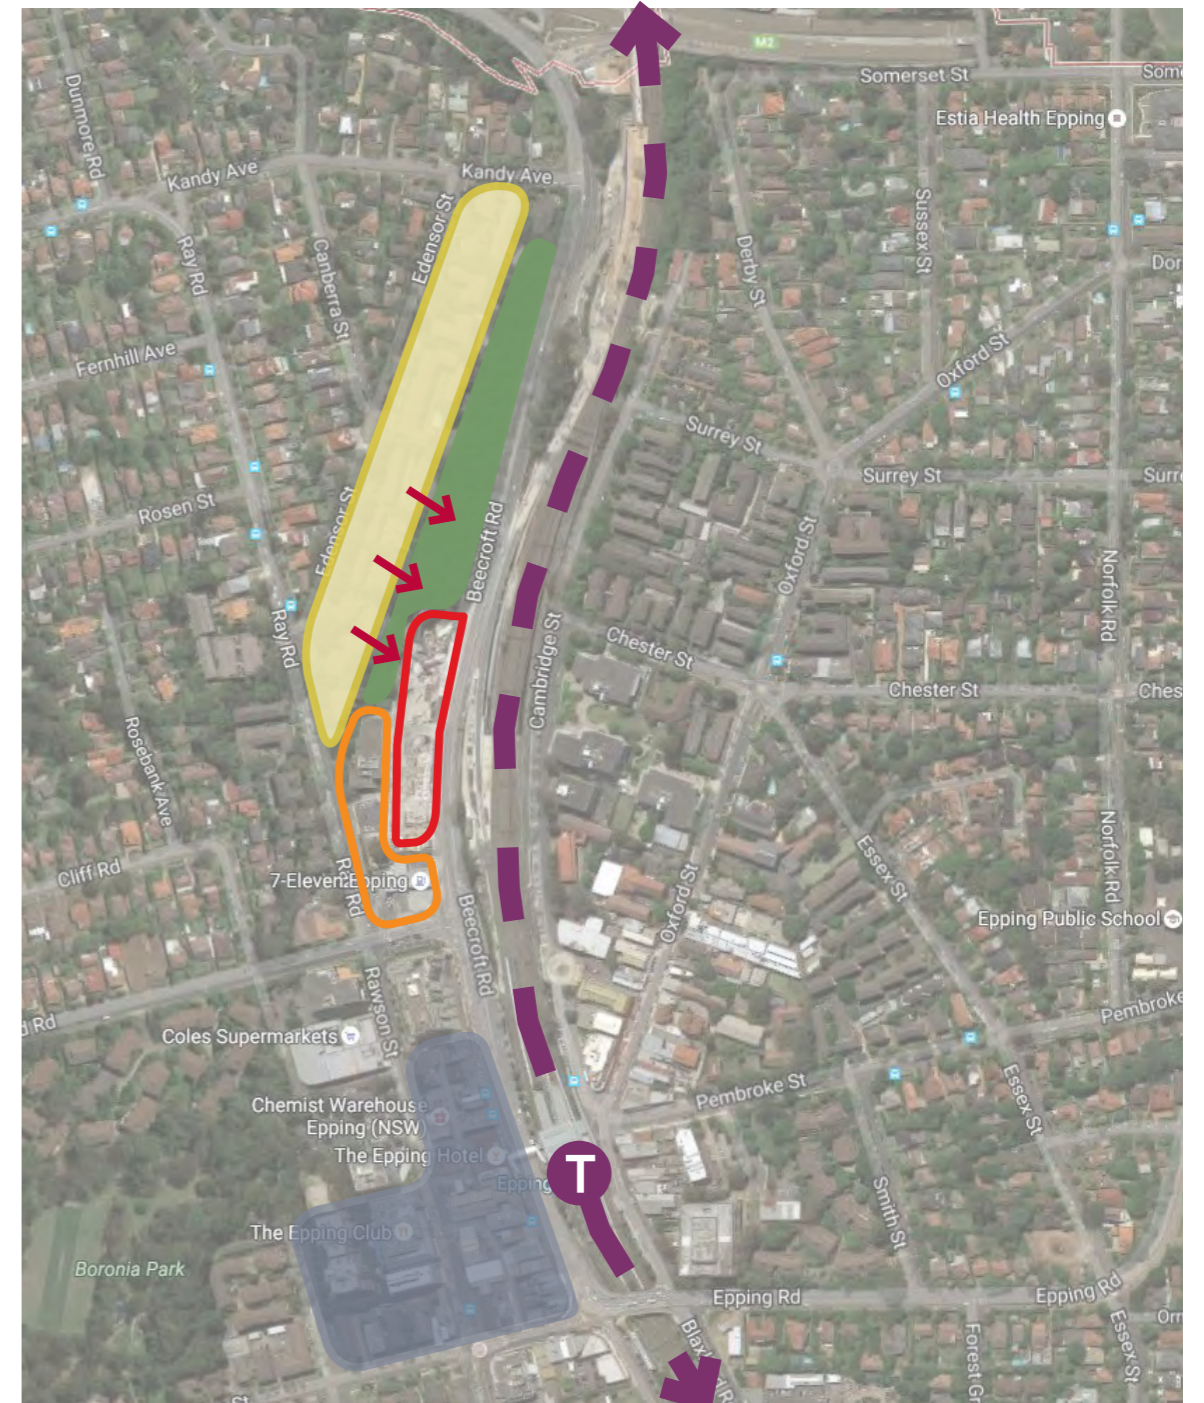 M2
Somerset St
Som
Dunmore Rd
Estia Health Epping
Kandy Ave
Kandy Ave
Edensor St
Sussex St
Ray Rd
Canberra St
Derby St
Dor
Fernhill Ave
Oxford St
Surrey St
Surrey St
Surr
Rosen St
Edensor St
Beecroft Rd
Oxford St
Norfolk Rd
Ray Rd
Cambridge St
Chester St
Chester St
Ches
Rosebank Ave
Cliff Rd
7-Eleven Epping
Ray Rd
Essex St
Norfolk Rd
Oxford St
Beecroft Rd
Epping Public School
Rawson St
d Rd
Pembroke
Coles Supermarkets
Pembroke St
Essex St
Chemist Warehouse
Epping (NSW)
The Epping Hotel
T
Epping
Smith St
The Epping Club
Boronia Park
Epping Rd
Epping Rd
Orn
Essex St
Forest Gr
St